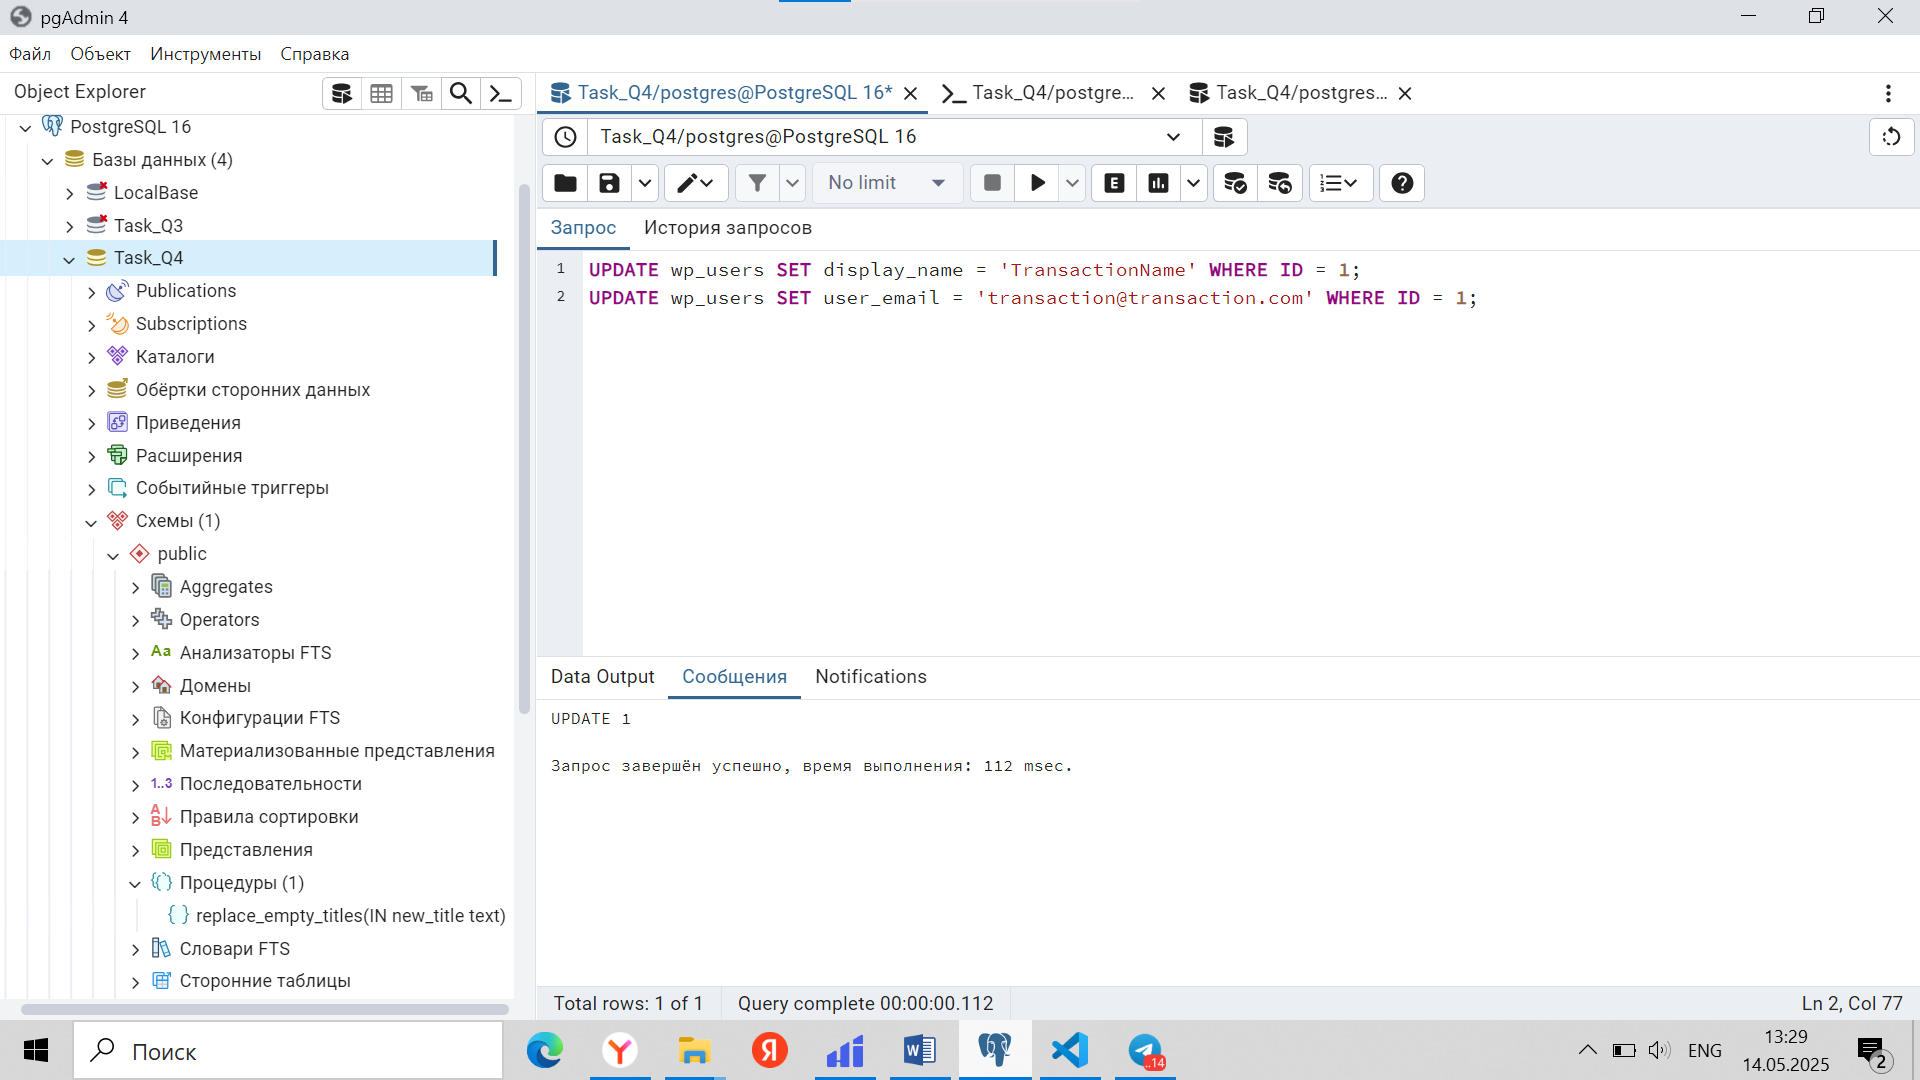 pgAdmin 4
Файл Объект Инструменты Справка
Object Explorer
PostgreSQL 16
Базы данных (4)
LocalBase
Task_Q3
Task_Q4
Publications
Subscriptions
Каталоги
Обёртки сторонних данных
Приведения
Расширения
Событийные триггеры
Схемы (1)
public
Aggregates
Operators
Aa Анализаторы FTS
Домены
Конфигурации FTS
Материализованные представления
1..3 Последовательности
Правила сортировки
Представления
Процедуры (1)
replace_empty_titles(IN new_title text)
Словари FTS
Сторонние таблицы
Task_Q4/postgres@PostgreSQL 16* Task_Q4/postgre... Task_Q4/postgres...
Task_Q4/postgres@PostgreSQL 16
No limit E
Запрос История запросов
1 UPDATE wp_users SET display_name = 'TransactionName' WHERE ID = 1;
2 UPDATE wp_users SET user_email = 'transaction@transaction.com' WHERE ID = 1;
Data Output Сообщения Notifications
UPDATE 1
Запрос завершён успешно, время выполнения: 112 msec.
Total rows: 1 of 1 Query complete 00:00:00.112 Ln 2, Col 77
Поиск
..14
ENG
13:29
14.05.2025
2